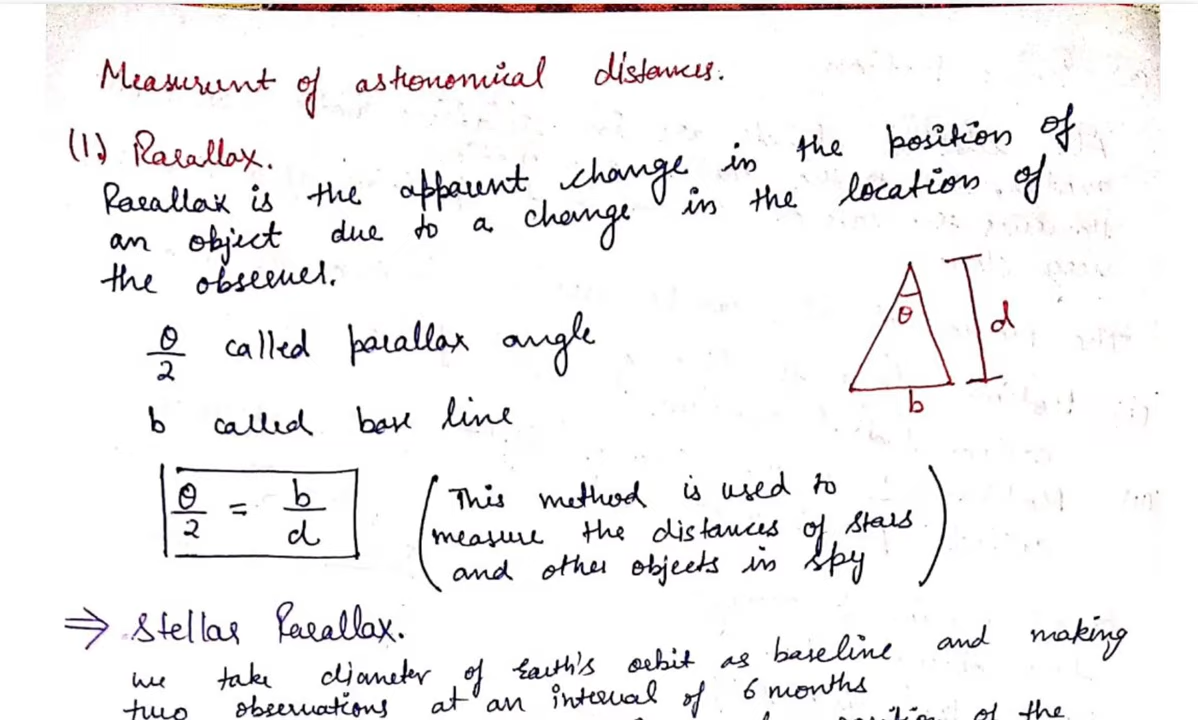 Measurent of astronomical distances.
(1) Parallax.
Parallax is the apparent change in the position of
an object due to a change in the location of
the observer.
θ
d
b
θ/2 called parallax angle
b called base line
θ/2 = b/d
(This method is used to
measure the distances of stars
and other objects in spy)
⇒ Stellar Parallax.
we take diameter of Earth's orbit as baseline and making
two observations at an interval of 6 months
of the